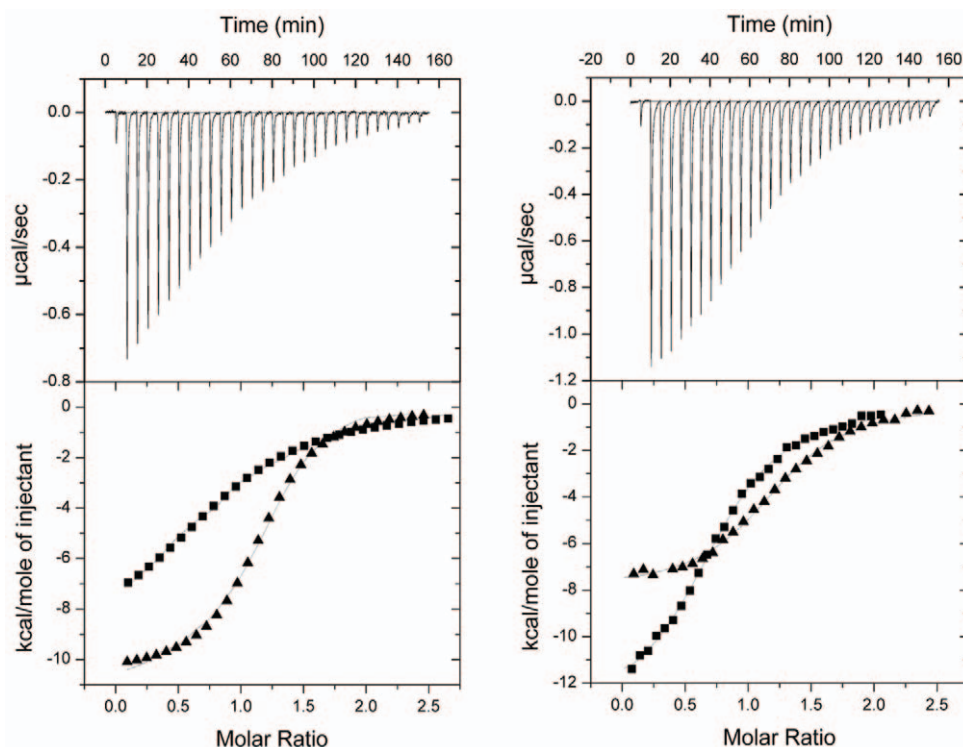 Time (min)
0 20 40 60 80 100 120 140 160
0.0
-0.2
-0.4
-0.6
-0.8
µcal/sec
0
-2
-4
-6
-8
-10
kcal/mole of injectant
0.0 0.5 1.0 1.5 2.0 2.5
Molar Ratio
Time (min)
-20 0 20 40 60 80 100 120 140 160
0.0
-0.2
-0.4
-0.6
-0.8
-1.0
-1.2
µcal/sec
0
-2
-4
-6
-8
-10
-12
kcal/mole of injectant
0.0 0.5 1.0 1.5 2.0 2.5
Molar Ratio